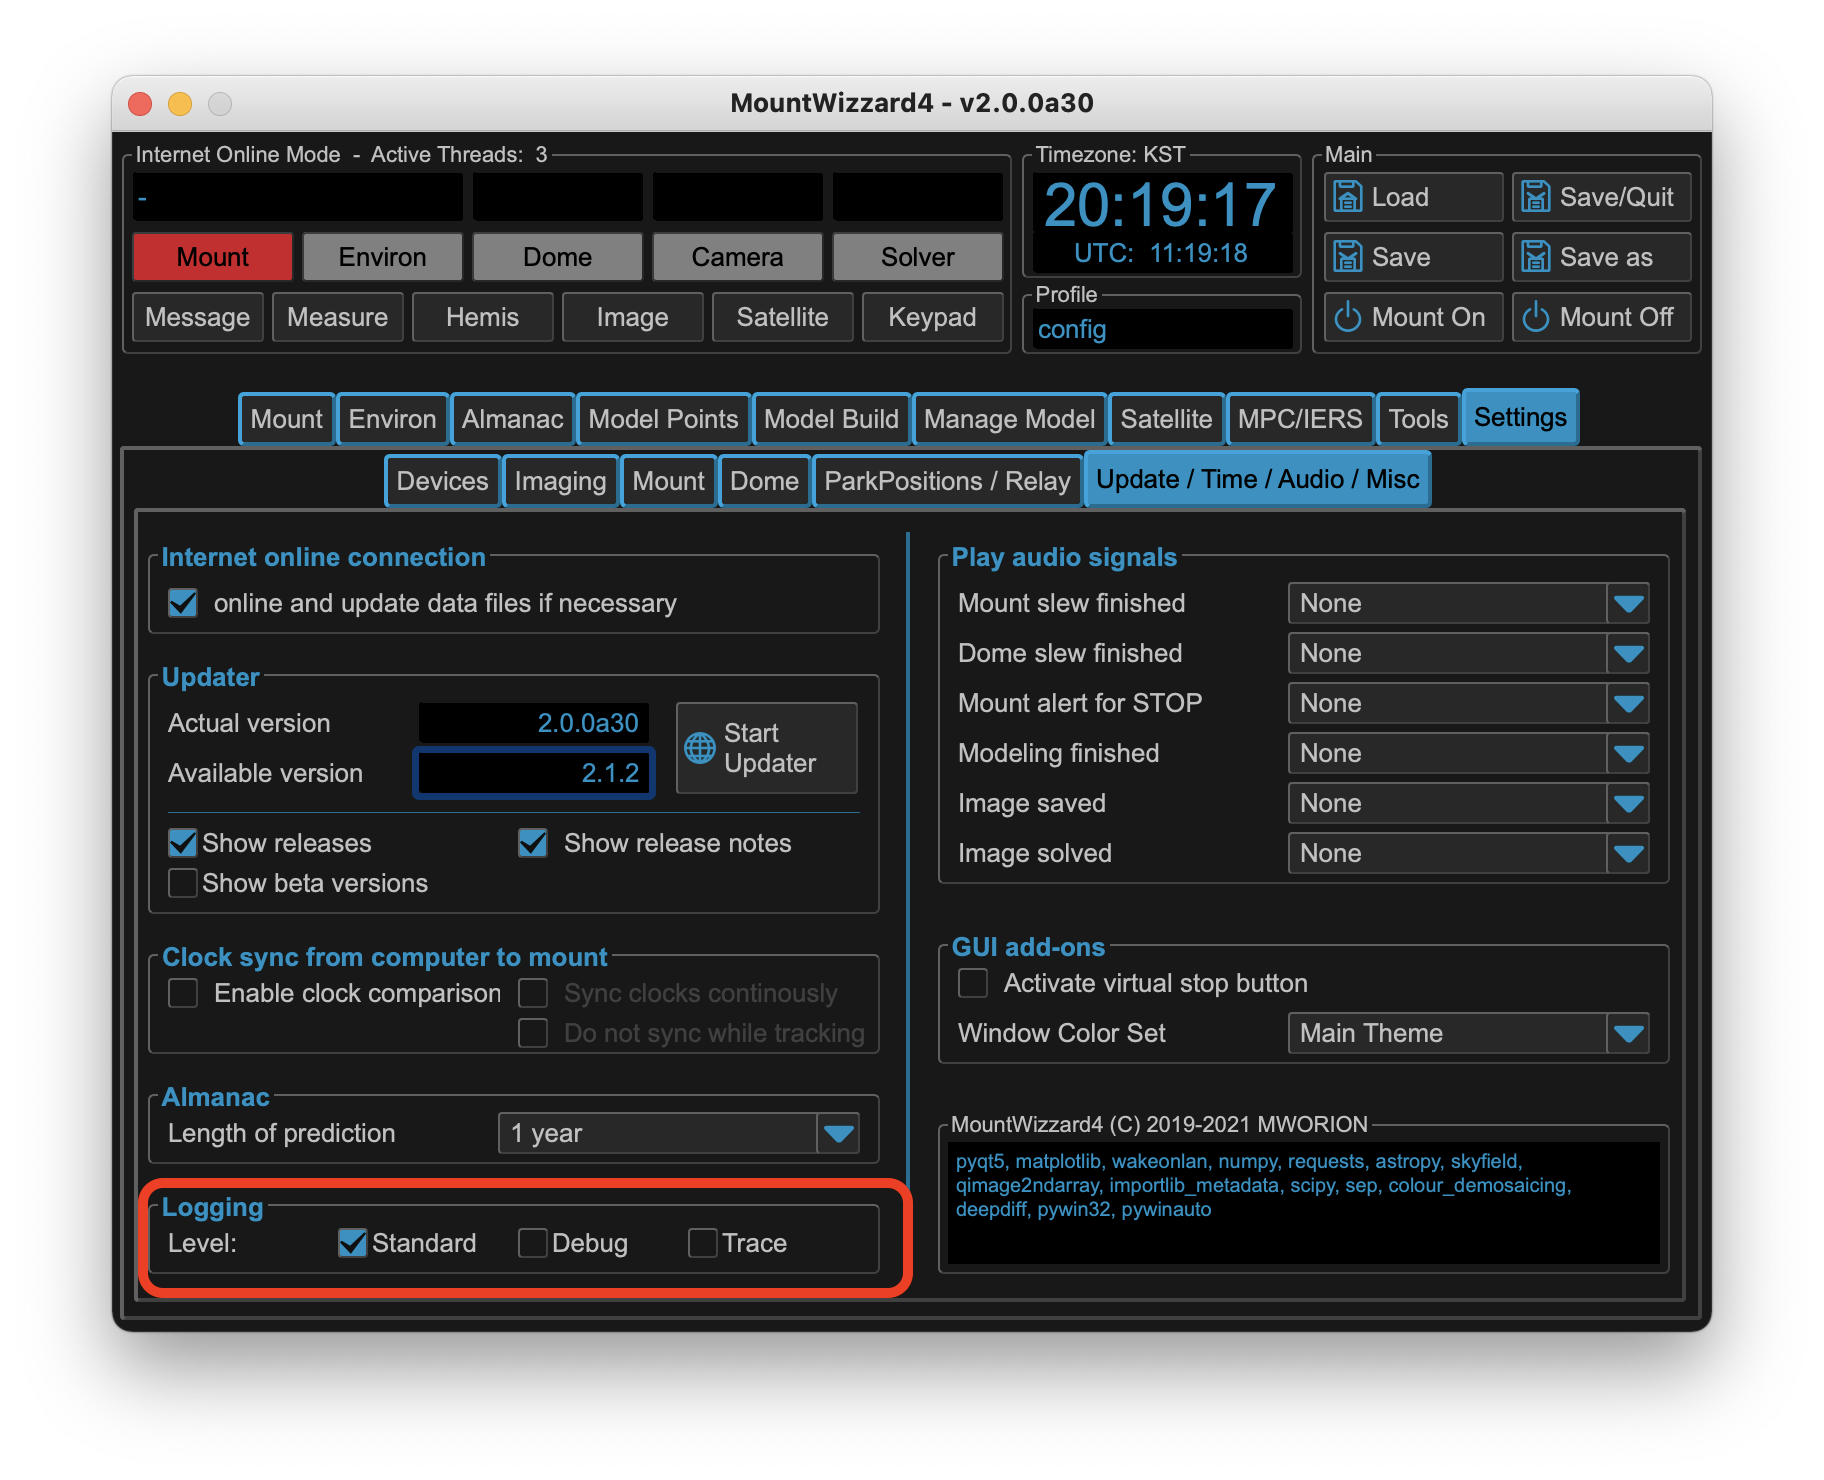 MountWizzard4 - v2.0.0a30
Internet Online Mode - Active Threads: 3
-
Mount Environ Dome Camera Solver
Message Measure Hemis Image Satellite Keypad
Timezone: KST
20:19:17
UTC: 11:19:18
Profile
config
Main
Load Save/Quit
Save Save as
Mount On Mount Off
Mount Environ Almanac Model Points Model Build Manage Model Satellite MPC/IERS Tools Settings
Devices Imaging Mount Dome ParkPositions / Relay Update / Time / Audio / Misc
Internet online connection
online and update data files if necessary
Updater
Actual version 2.0.0a30
Available version 2.1.2
Start
Updater
Show releases Show release notes
Show beta versions
Clock sync from computer to mount
Enable clock comparison Sync clocks continously
Do not sync while tracking
Almanac
Length of prediction 1 year
Logging
Level: Standard Debug Trace
Play audio signals
Mount slew finished None
Dome slew finished None
Mount alert for STOP None
Modeling finished None
Image saved None
Image solved None
GUI add-ons
Activate virtual stop button
Window Color Set Main Theme
MountWizzard4 (C) 2019-2021 MWORION
pyqt5, matplotlib, wakeonlan, numpy, requests, astropy, skyfield,
qimage2ndarray, importlib_metadata, scipy, sep, colour_demosaicing,
deepdiff, pywin32, pywinauto